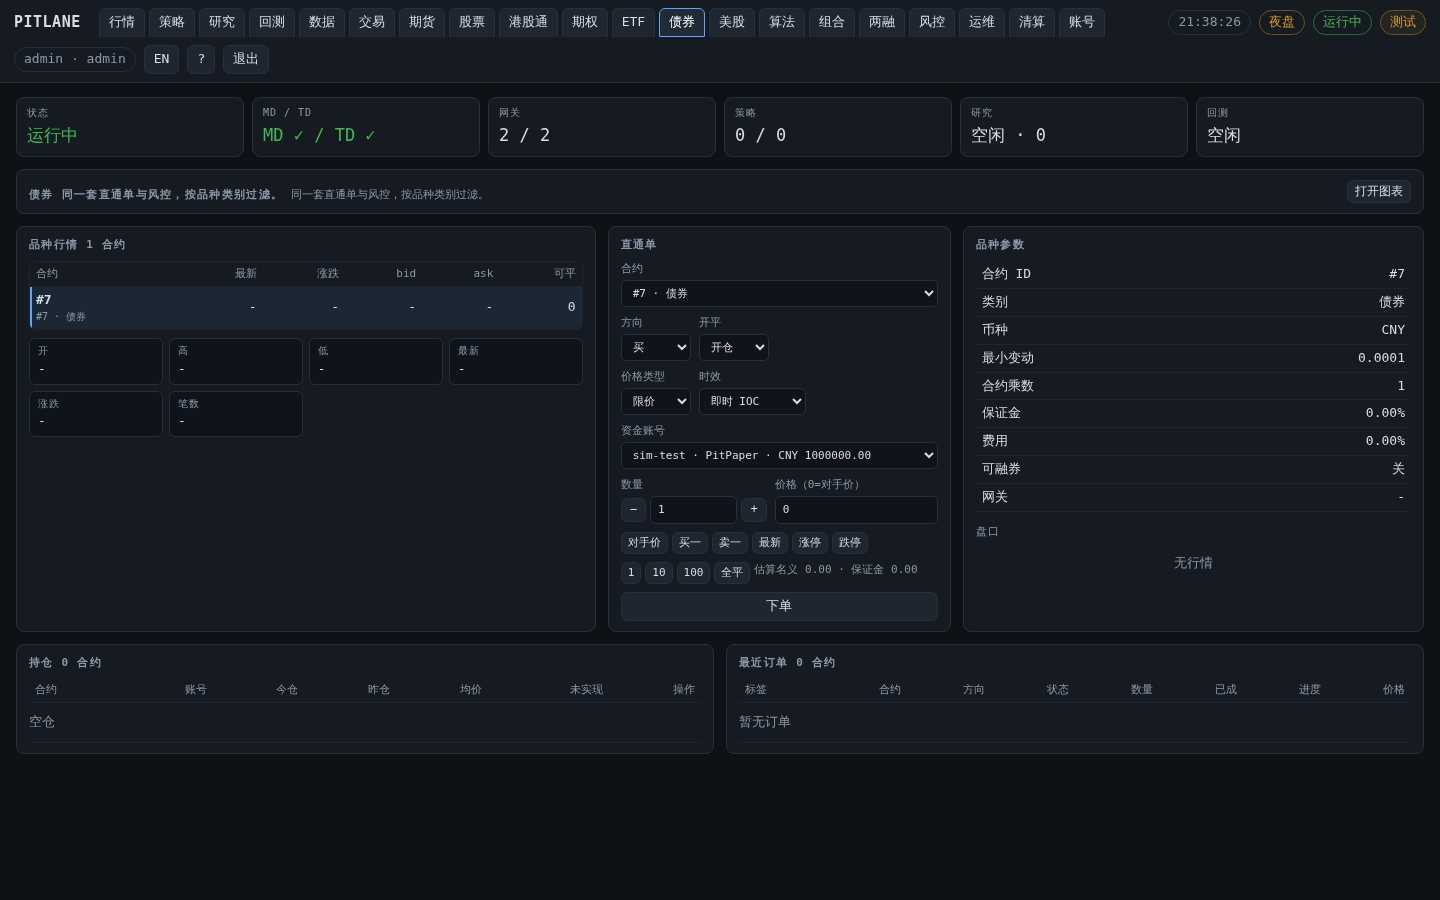 PITLANE 行情 策略 研究 回测 数据 交易 期货 股票 港股通 期权 ETF 债券 美股 算法 组合 两融 风控 运维 清算 账号 21:38:26 夜盘 运行中 测试
admin · admin EN ? 退出
状态 MD / TD 网关 策略 研究 回测
运行中 MD ✓ / TD ✓ 2 / 2 0 / 0 空闲 · 0 空闲
债券 同一套直通单与风控，按品种类别过滤。 同一套直通单与风控，按品种类别过滤。 打开图表
品种行情 1 合约
合约 最新 涨跌 bid ask 可平
#7 - - - - 0
#7 · 债券
开 高 低 最新
- - - -
涨跌 笔数
- -
直通单
合约
#7 · 债券
方向 开平
买 开仓
价格类型 时效
限价 即时 IOC
资金账号
sim-test · PitPaper · CNY 1000000.00
数量 价格（0=对手价）
− 1 + 0
对手价 买一 卖一 最新 涨停 跌停
1 10 100 全平 估算名义 0.00 · 保证金 0.00
下单
品种参数
合约 ID #7
类别 债券
币种 CNY
最小变动 0.0001
合约乘数 1
保证金 0.00%
费用 0.00%
可融券 关
网关 -
盘口
无行情
持仓 0 合约
合约 账号 今仓 昨仓 均价 未实现 操作
空仓
最近订单 0 合约
标签 合约 方向 状态 数量 已成 进度 价格
暂无订单